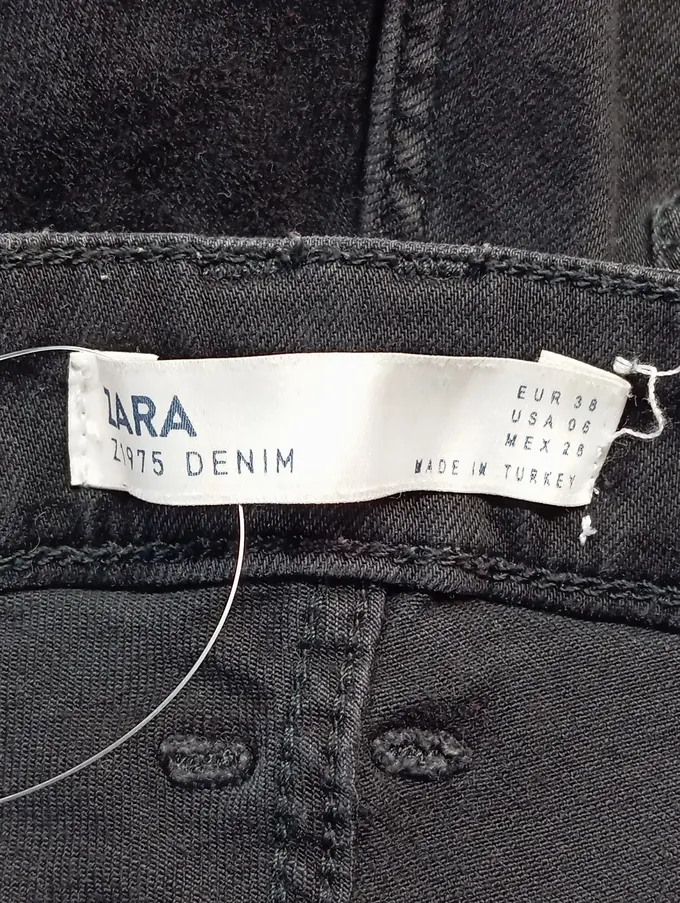 ZARA
Z1975 DENIM
EUR 38
USA 06
MEX 28
MADE IN TURKEY